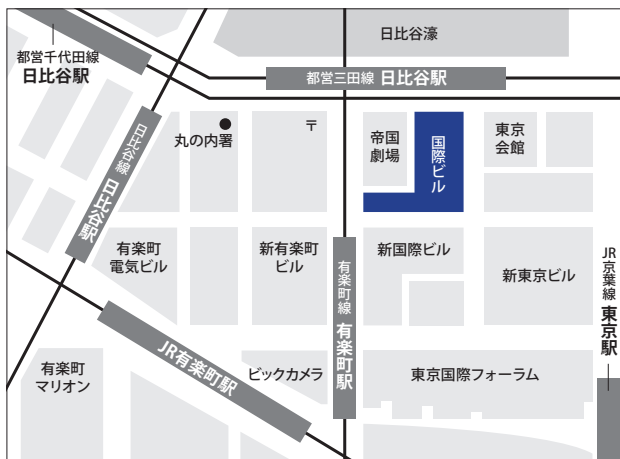 日比谷濠
都営千代田線
日比谷駅
都営三田線 日比谷駅
日比谷線 日比谷駅
丸の内署
〒
帝国
劇場
国際ビル
東京
会館
有楽町
電気ビル
新有楽町
ビル
有楽町線 有楽町駅
新国際ビル
新東京ビル
JR京葉線 東京駅
JR有楽町駅
有楽町
マリオン
ビックカメラ
東京国際フォーラム